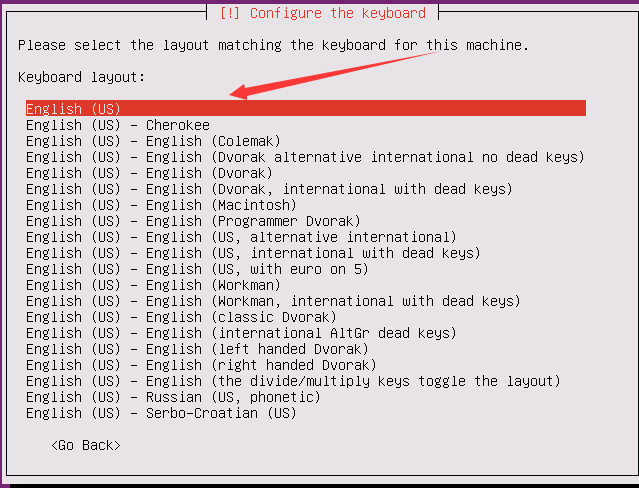 [!] Configure the keyboard
Please select the layout matching the keyboard for this machine.
Keyboard layout:
English (US)
English (US) - Cherokee
English (US) - English (Colemak)
English (US) - English (Dvorak alternative international no dead keys)
English (US) - English (Dvorak)
English (US) - English (Dvorak, international with dead keys)
English (US) - English (Macintosh)
English (US) - English (Programmer Dvorak)
English (US) - English (US, alternative international)
English (US) - English (US, international with dead keys)
English (US) - English (US, with euro on 5)
English (US) - English (Workman)
English (US) - English (Workman, international with dead keys)
English (US) - English (classic Dvorak)
English (US) - English (international AltGr dead keys)
English (US) - English (left handed Dvorak)
English (US) - English (right handed Dvorak)
English (US) - English (the divide/multiply keys toggle the layout)
English (US) - Russian (US, phonetic)
English (US) - Serbo-Croatian (US)
<Go Back>